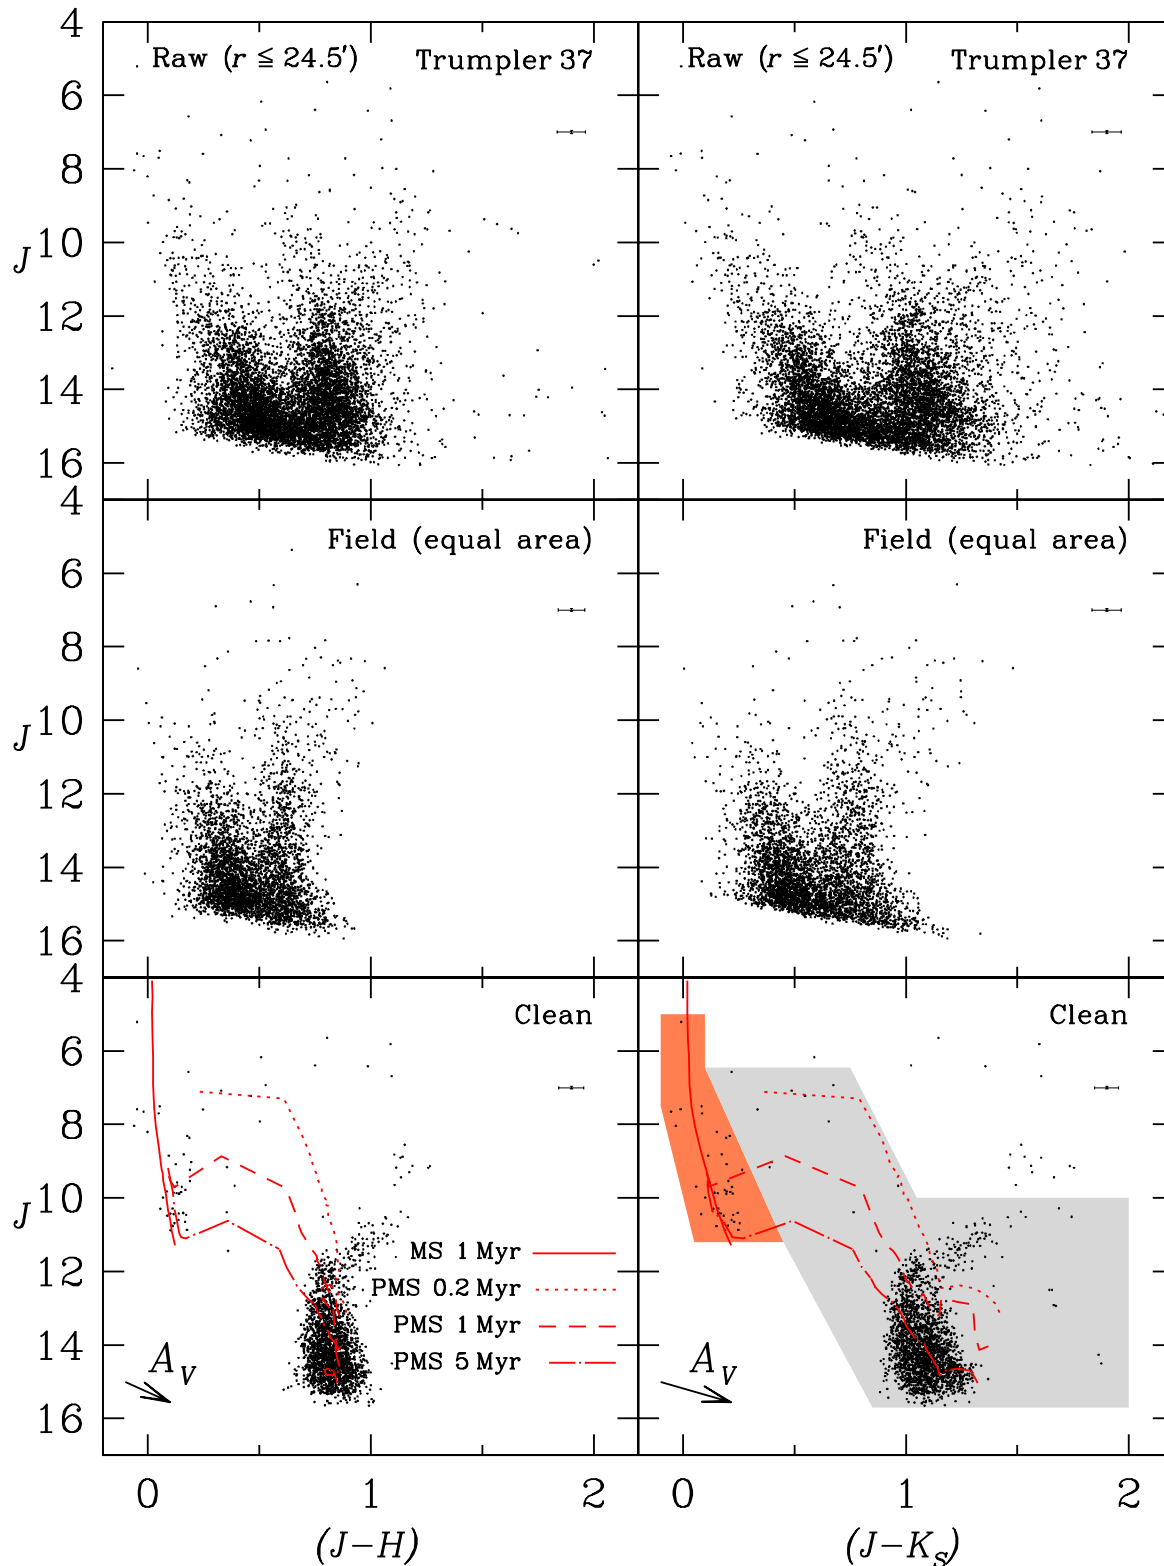 Raw (r ≦ 24.5′) Trumpler 37
Raw (r ≦ 24.5′) Trumpler 37
4
6
8
J 10
12
14
16
Field (equal area)
Field (equal area)
4
6
8
J 10
12
14
16
Clean
Clean
4
6
8
J 10
12
14
16
MS 1 Myr
PMS 0.2 Myr
PMS 1 Myr
PMS 5 Myr
A_V
A_V
0 1 2
0 1 2
(J−H)
(J−K_S)